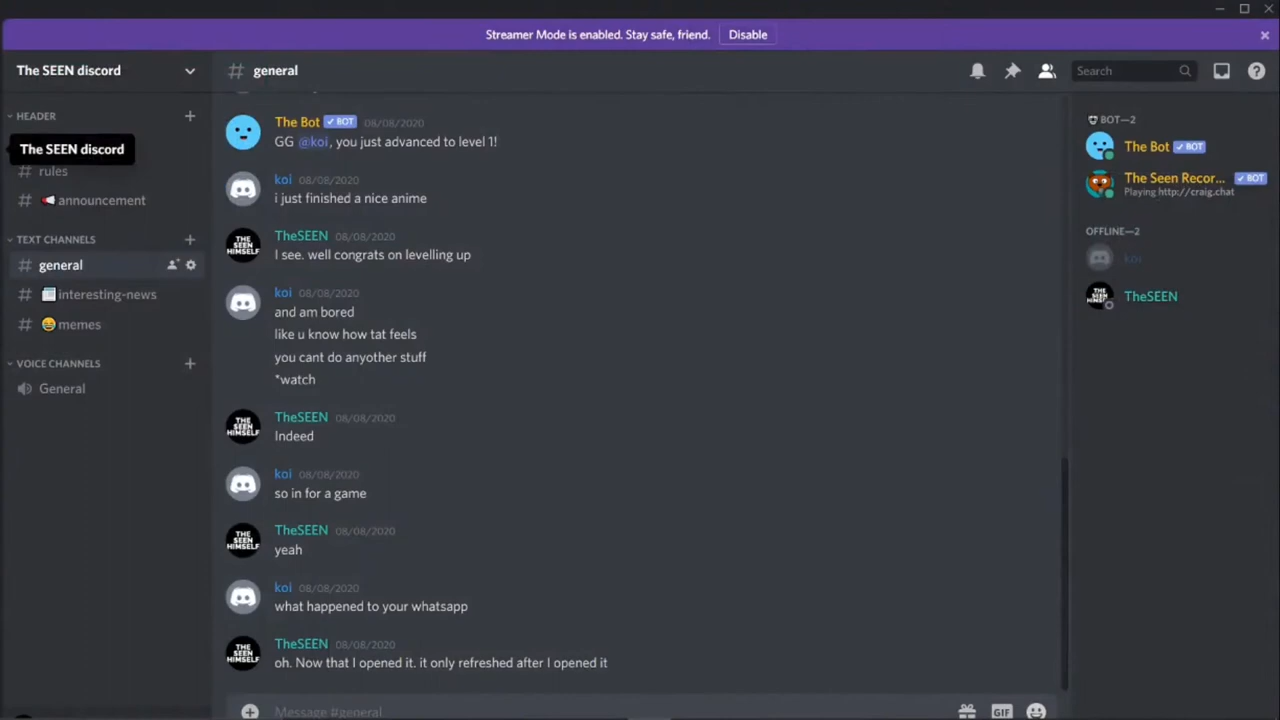 Streamer Mode is enabled. Stay safe, friend. Disable
The SEEN discord
HEADER
The SEEN discord
rules
announcement
TEXT CHANNELS
general
interesting-news
memes
VOICE CHANNELS
General
# general
Search
The Bot BOT 08/08/2020
GG @koi, you just advanced to level 1!
koi 08/08/2020
i just finished a nice anime
TheSEEN 08/08/2020
I see. well congrats on levelling up
koi 08/08/2020
and am bored
like u know how tat feels
you cant do anyother stuff
*watch
TheSEEN 08/08/2020
Indeed
koi 08/08/2020
so in for a game
TheSEEN 08/08/2020
yeah
koi 08/08/2020
what happened to your whatsapp
TheSEEN 08/08/2020
oh. Now that I opened it. it only refreshed after I opened it
Message #general
GIF
BOT—2
The Bot BOT
The Seen Recor... BOT
Playing http://craig.chat
OFFLINE—2
koi
TheSEEN
THE SEEN HIMSELF